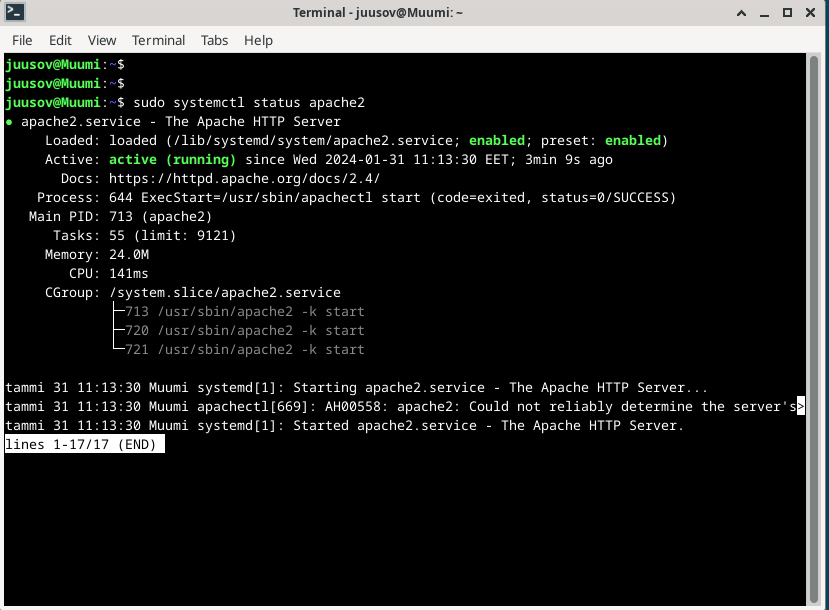 Terminal - juusov@Muumi: ~
File Edit View Terminal Tabs Help
juusov@Muumi:~$
juusov@Muumi:~$
juusov@Muumi:~$ sudo systemctl status apache2
● apache2.service - The Apache HTTP Server
     Loaded: loaded (/lib/systemd/system/apache2.service; enabled; preset: enabled)
     Active: active (running) since Wed 2024-01-31 11:13:30 EET; 3min 9s ago
       Docs: https://httpd.apache.org/docs/2.4/
    Process: 644 ExecStart=/usr/sbin/apachectl start (code=exited, status=0/SUCCESS)
   Main PID: 713 (apache2)
      Tasks: 55 (limit: 9121)
     Memory: 24.0M
        CPU: 141ms
     CGroup: /system.slice/apache2.service
             ├─713 /usr/sbin/apache2 -k start
             ├─720 /usr/sbin/apache2 -k start
             └─721 /usr/sbin/apache2 -k start
tammi 31 11:13:30 Muumi systemd[1]: Starting apache2.service - The Apache HTTP Server...
tammi 31 11:13:30 Muumi apachectl[669]: AH00558: apache2: Could not reliably determine the server's>
tammi 31 11:13:30 Muumi systemd[1]: Started apache2.service - The Apache HTTP Server.
lines 1-17/17 (END)